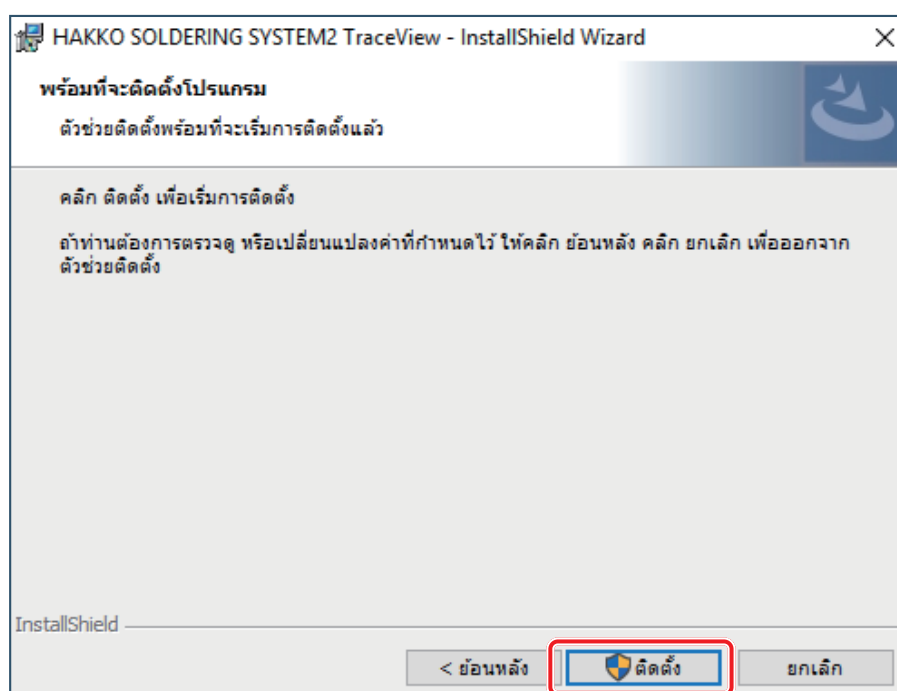 HAKKO SOLDERING SYSTEM2 TraceView - InstallShield Wizard
พร้อมที่จะติดตั้งโปรแกรม
ตัวช่วยติดตั้งพร้อมที่จะเริ่มการติดตั้งแล้ว
คลิก ติดตั้ง เพื่อเริ่มการติดตั้ง
ถ้าท่านต้องการตรวจดู หรือเปลี่ยนแปลงค่าที่กำหนดไว้ ให้คลิก ย้อนหลัง คลิก ยกเลิก เพื่อออกจาก
ตัวช่วยติดตั้ง
InstallShield
< ย้อนหลัง ติดตั้ง ยกเลิก